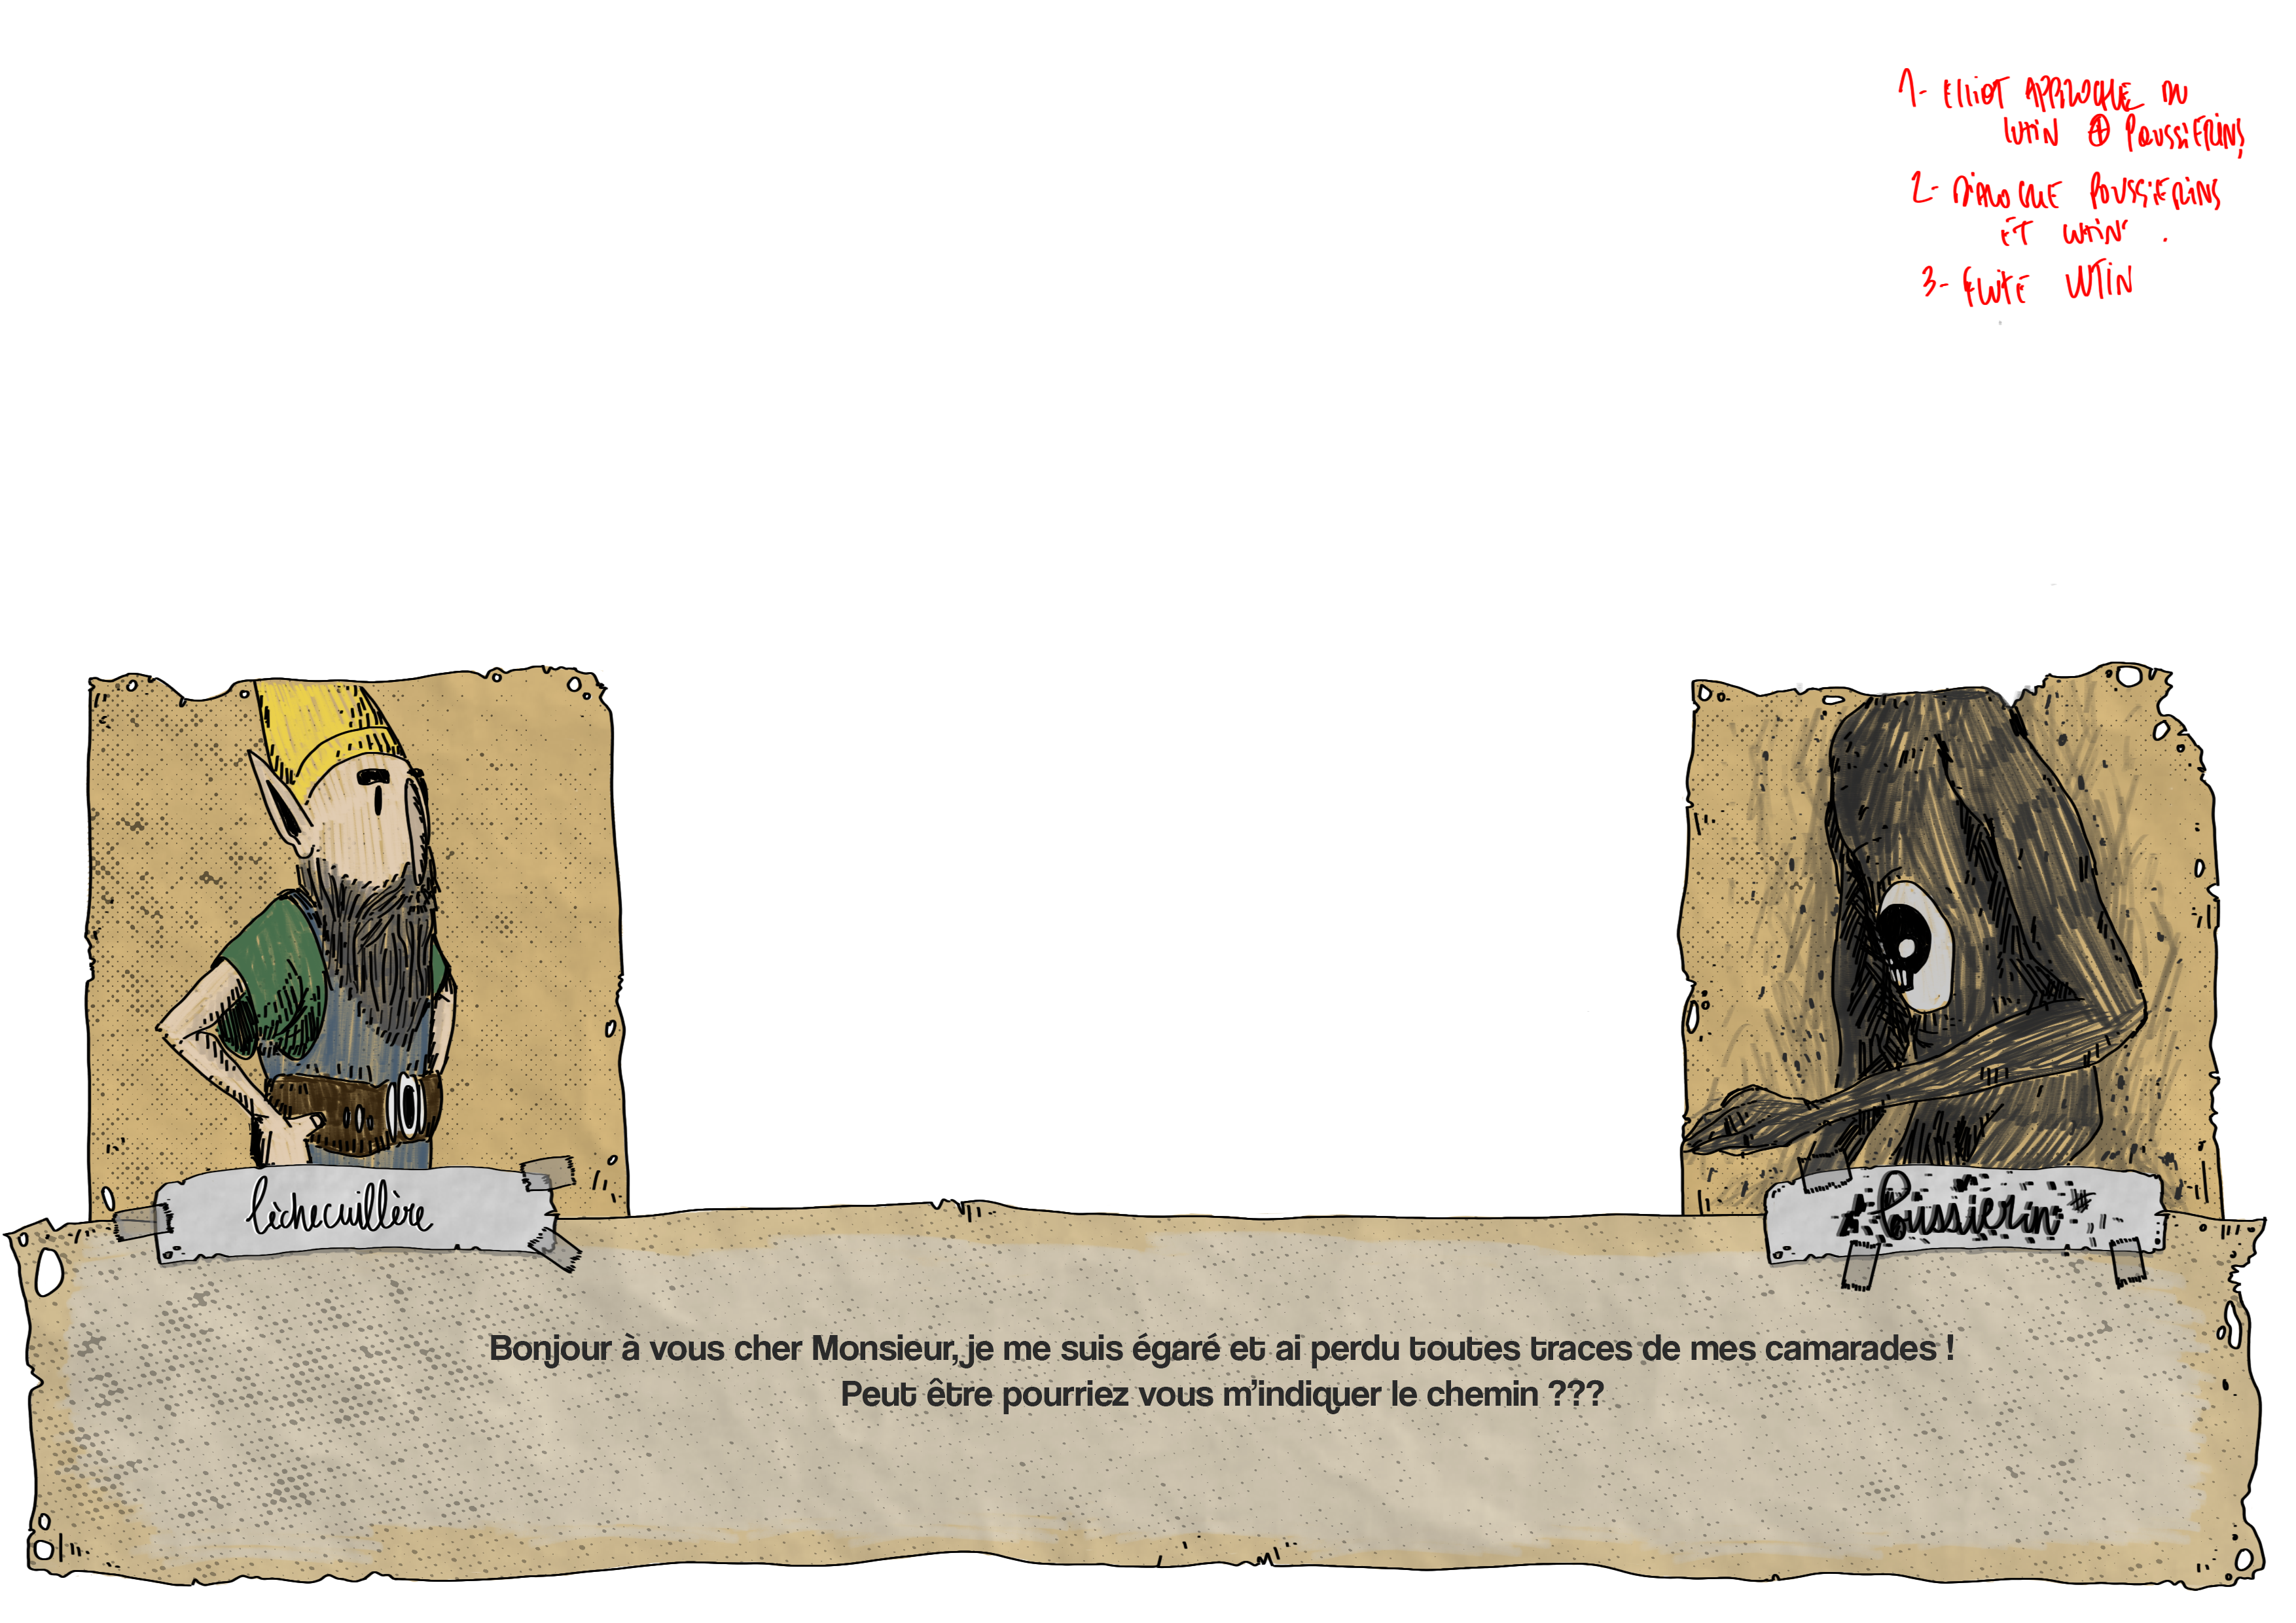 1- ELLIOT APPROCHE DU
LUTIN + POUSSIERINS
2- DIALOGUE POUSSIERINS
ET LUTIN.
3- FLUTE LUTIN
lèchecuillère
Poussierin
Bonjour à vous cher Monsieur, je me suis égaré et ai perdu toutes traces de mes camarades !
Peut être pourriez vous m'indiquer le chemin ???